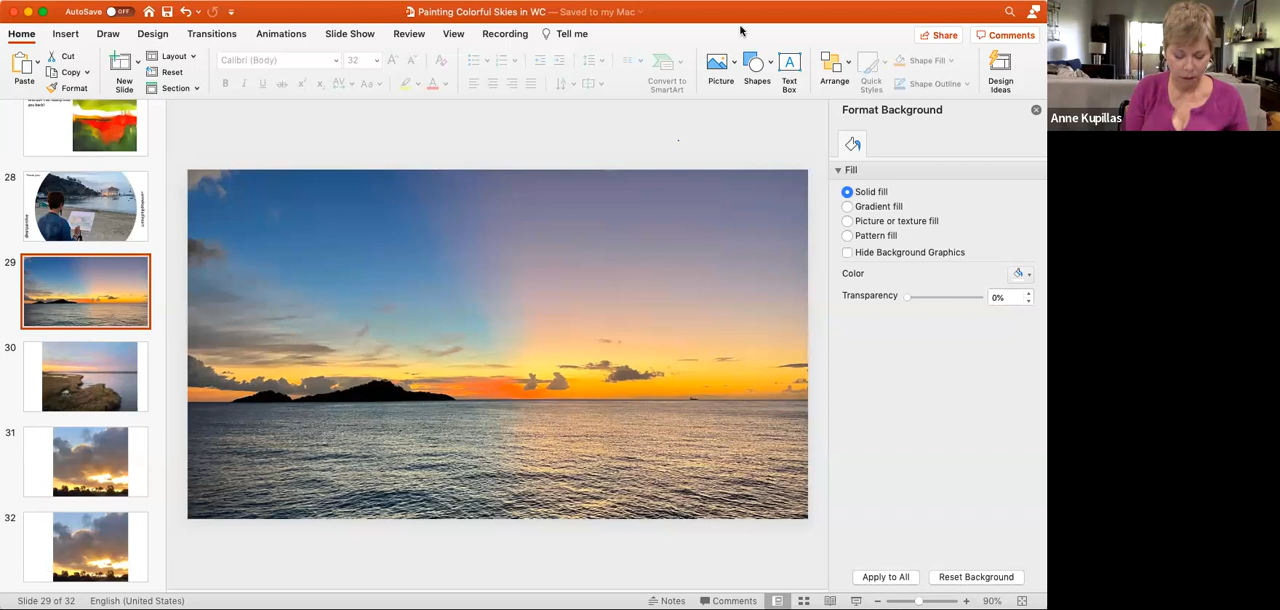 AutoSave OFF Painting Colorful Skies in WC — Saved to my Mac
Home Insert Draw Design Transitions Animations Slide Show Review View Recording Tell me Share Comments
Paste Cut Copy Format New Slide Layout Reset Section Calibri (Body) 32 Convert to SmartArt Picture Shapes Text Box Arrange Quick Styles Shape Fill Shape Outline Design Ideas
Format Background
Anne Kupillas
Fill
Solid fill
Gradient fill
Picture or texture fill
Pattern fill
Hide Background Graphics
Color
Transparency 0%
28
Thank you!
29
30
31
32
Apply to All Reset Background
Slide 29 of 32 English (United States) Notes Comments 90%